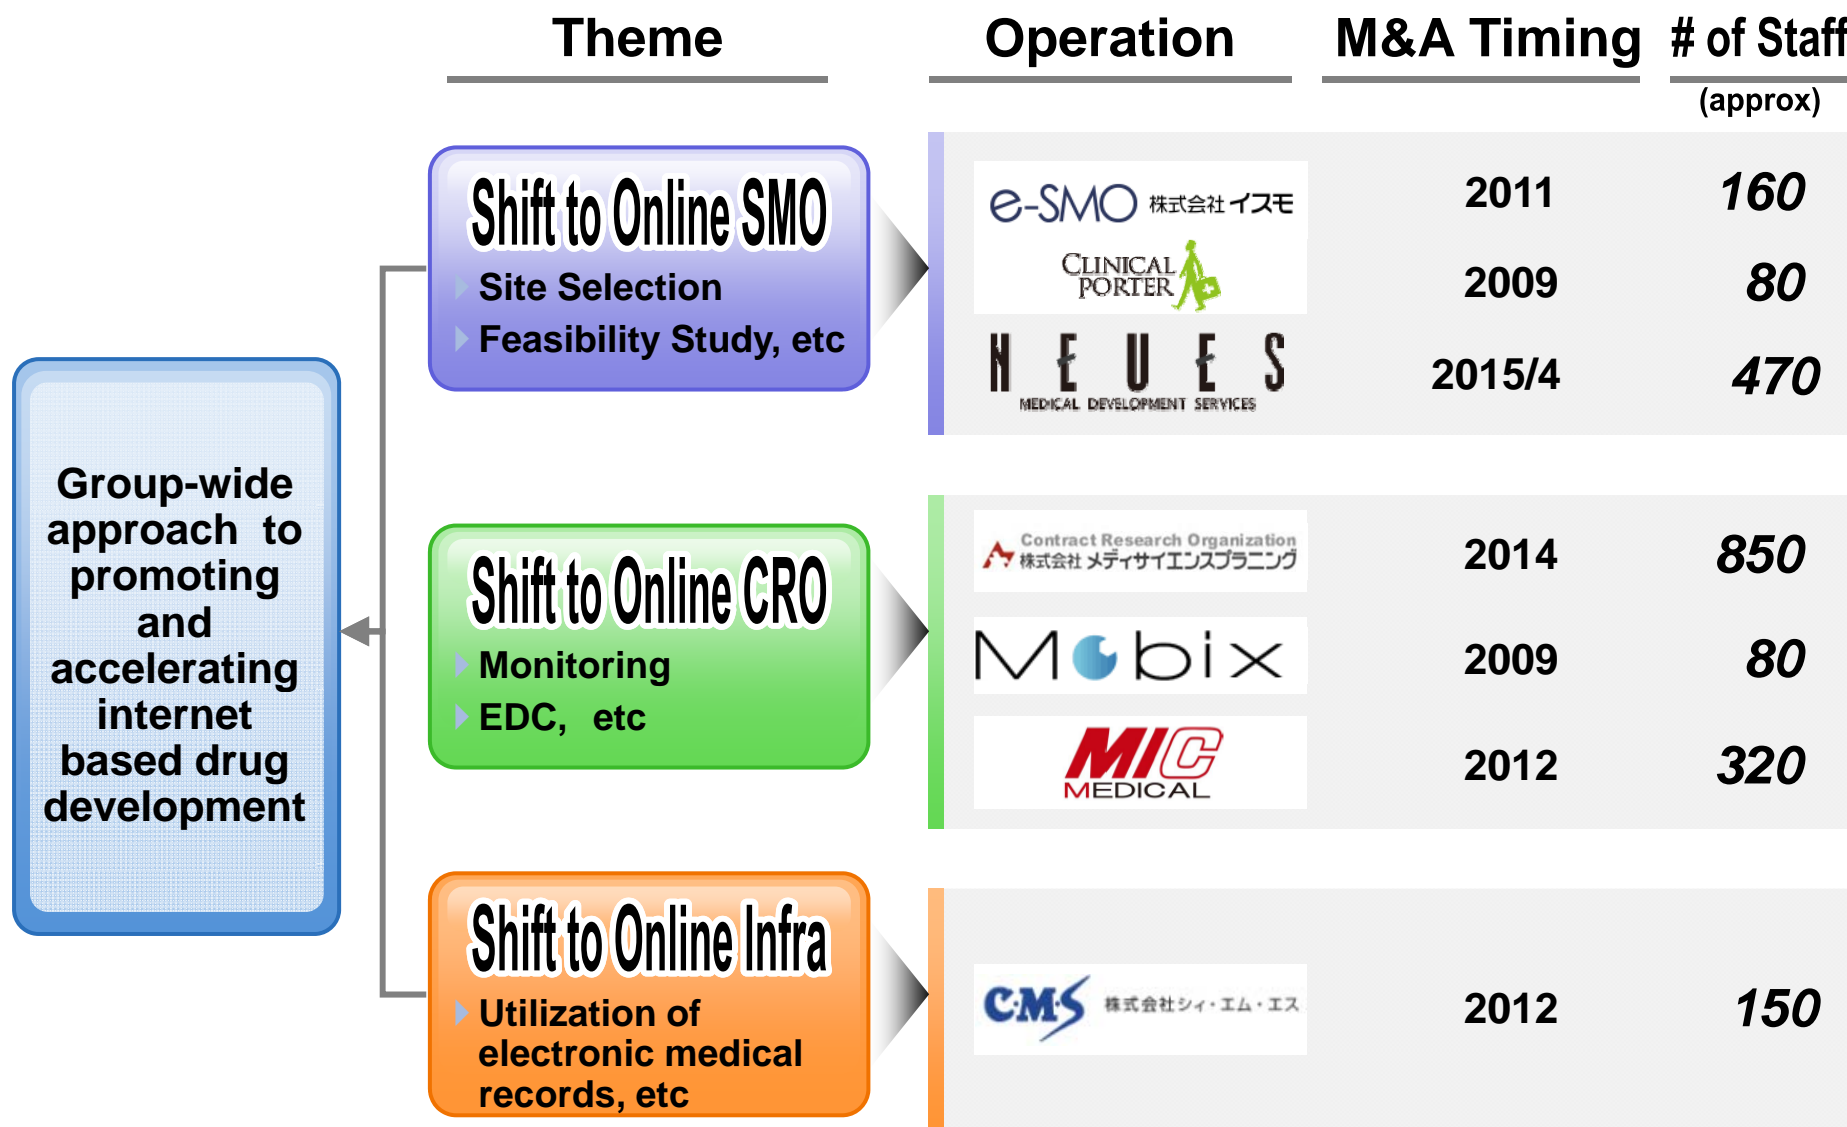 Theme
Operation
M&A Timing
# of Staff
(approx)
Group-wide
approach to
promoting
and
accelerating
internet
based drug
development
Shift to Online SMO
Site Selection
Feasibility Study, etc
e-SMO 株式会社イスモ
2011
160
CLINICAL
PORTER
2009
80
NEUES
MEDICAL DEVELOPMENT SERVICES
2015/4
470
Shift to Online CRO
Monitoring
EDC, etc
Contract Research Organization
株式会社 メディサイエンスプラニング
2014
850
Mobix
2009
80
MIC
MEDICAL
2012
320
Shift to Online Infra
Utilization of
electronic medical
records, etc
C·M·S 株式会社シィ・エム・エス
2012
150